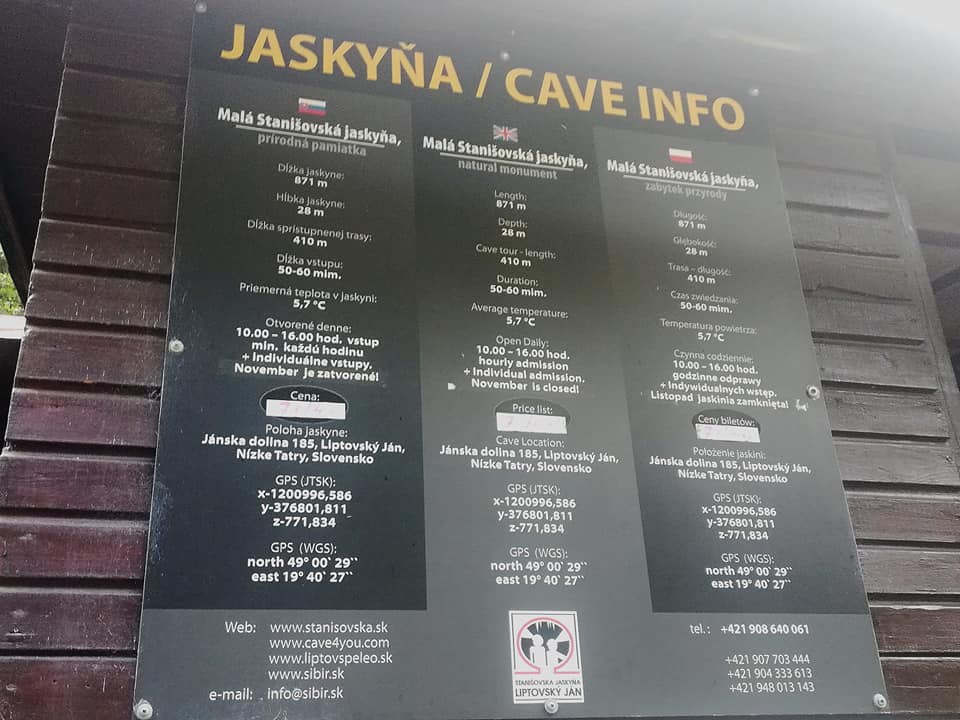 JASKYŇA / CAVE INFO
Malá Stanišovská jaskyňa,
prírodná pamiatka
Dĺžka jaskyne:
871 m
Hĺbka jaskyne:
28 m
Dĺžka sprístupnenej trasy:
410 m
Dĺžka vstupu:
50-60 mim.
Priemerná teplota v jaskyni:
5,7 °C
Otvorené denne:
10.00 – 16.00 hod. vstup
min. každú hodinu
+ Individuálne vstupy.
November je zatvorené!
Cena:
Poloha jaskyne:
Jánska dolina 185, Liptovský Ján,
Nízke Tatry, Slovensko
GPS (JTSK):
x-1200996,586
y-376801,811
z-771,834
GPS (WGS):
north 49° 00` 29``
east 19° 40` 27``
Malá Stanišovská jaskyňa,
natural monument
Length:
871 m
Depth:
28 m
Cave tour - length:
410 m
Duration:
50-60 mim.
Average temperature:
5,7 °C
Open Daily:
10.00 – 16.00 hod.
hourly admission
+ Individual admission.
November is closed!
Price list:
Cave Location:
Jánska dolina 185, Liptovský Ján,
Nízke Tatry, Slovensko
GPS (JTSK):
x-1200996,586
y-376801,811
z-771,834
GPS (WGS):
north 49° 00` 29``
east 19° 40` 27``
Malá Stanišovská jaskyňa,
zabytek przyrody
Długość:
871 m
Głębokość:
28 m
Trasa – długość:
410 m
Czas zwiedzania:
50-60 mim.
Temperatura powietrza:
5,7 °C
Czynna codziennie:
10.00 – 16.00 hod.
godzinne odprawy
+ Indywidualnych wstęp.
Listopad jaskinia zamknięta!
Ceny biletów:
Położenie jaskini:
Jánska dolina 185, Liptovský Ján,
Nízke Tatry, Slovensko
GPS (JTSK):
x-1200996,586
y-376801,811
z-771,834
GPS (WGS):
north 49° 00` 29``
east 19° 40` 27``
Web: www.stanisovska.sk
www.cave4you.com
www.liptovspeleo.sk
www.sibir.sk
e-mail: info@sibir.sk
STANIŠOVSKÁ JASKYŇA
LIPTOVSKÝ JÁN
tel.: +421 908 640 061
+421 907 703 444
+421 904 333 613
+421 948 013 143